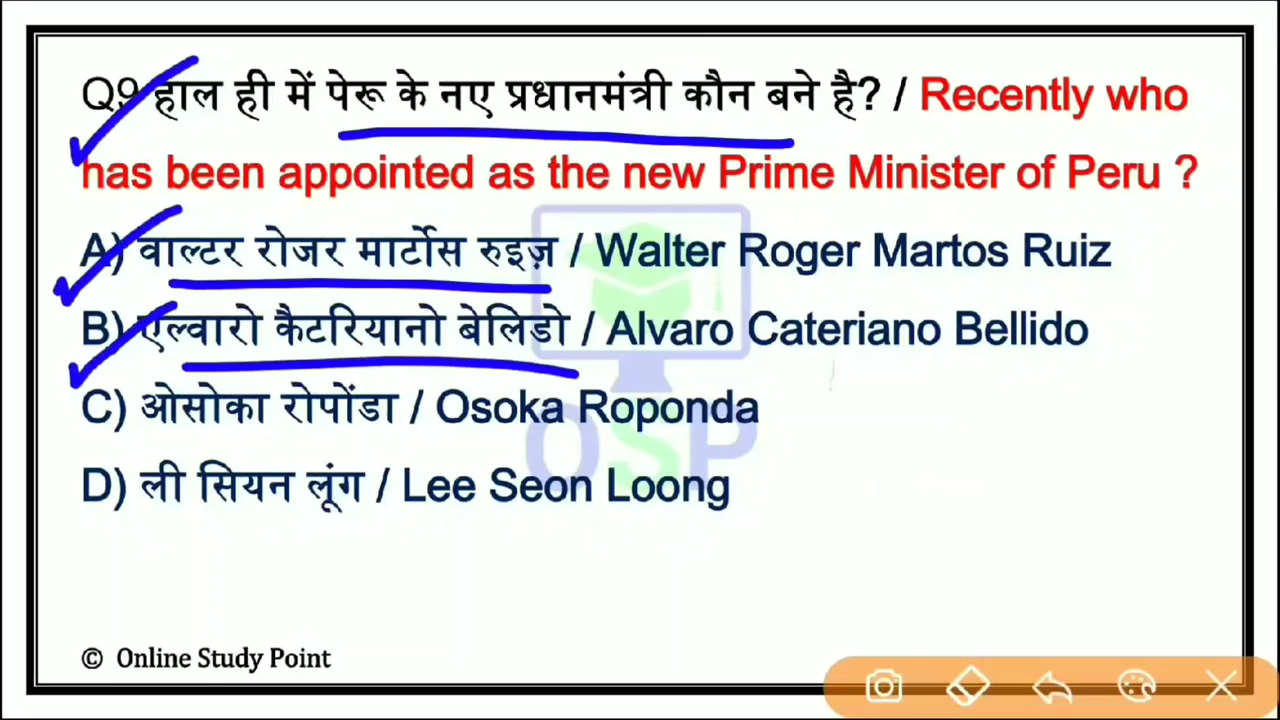 Q9 हाल ही में पेरू के नए प्रधानमंत्री कौन बने है? / Recently who
has been appointed as the new Prime Minister of Peru ?
A) वाल्टर रोजर मार्टोस रुइज़ / Walter Roger Martos Ruiz
B) एल्वारो कैटरियानो बेलिडो / Alvaro Cateriano Bellido
C) ओसोका रोपोंडा / Osoka Roponda
D) ली सियन लूंग / Lee Seon Loong
OSP
© Online Study Point